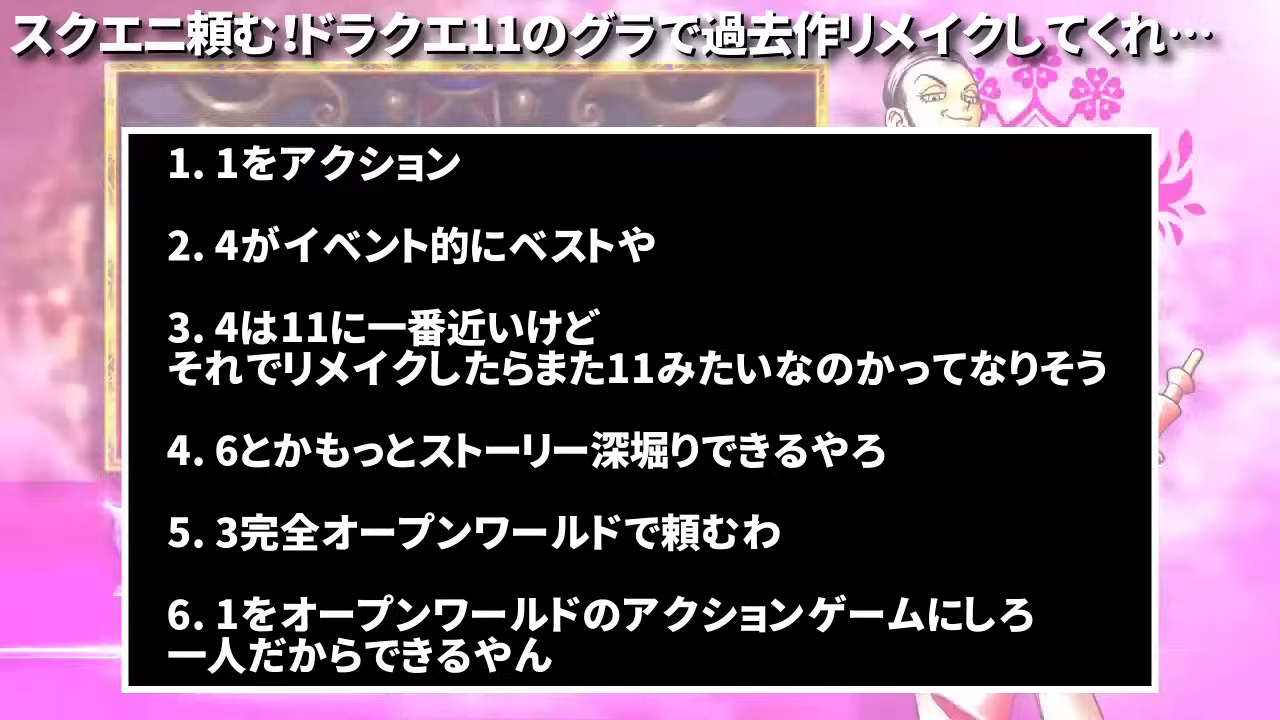 スクエニ頼む！ドラクエ11のグラで過去作リメイクしてくれ…
1. 1をアクション
2. 4がイベント的にベストや
3. 4は11に一番近いけど
それでリメイクしたらまた11みたいなのかってなりそう
4. 6とかもっとストーリー深堀りできるやろ
5. 3完全オープンワールドで頼むわ
6. 1をオープンワールドのアクションゲームにしろ
一人だからできるやん